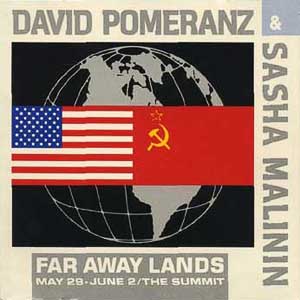 DAVID POMERANZ
& SASHA MALININ
FAR AWAY LANDS
MAY 29-JUNE 2/THE SUMMIT